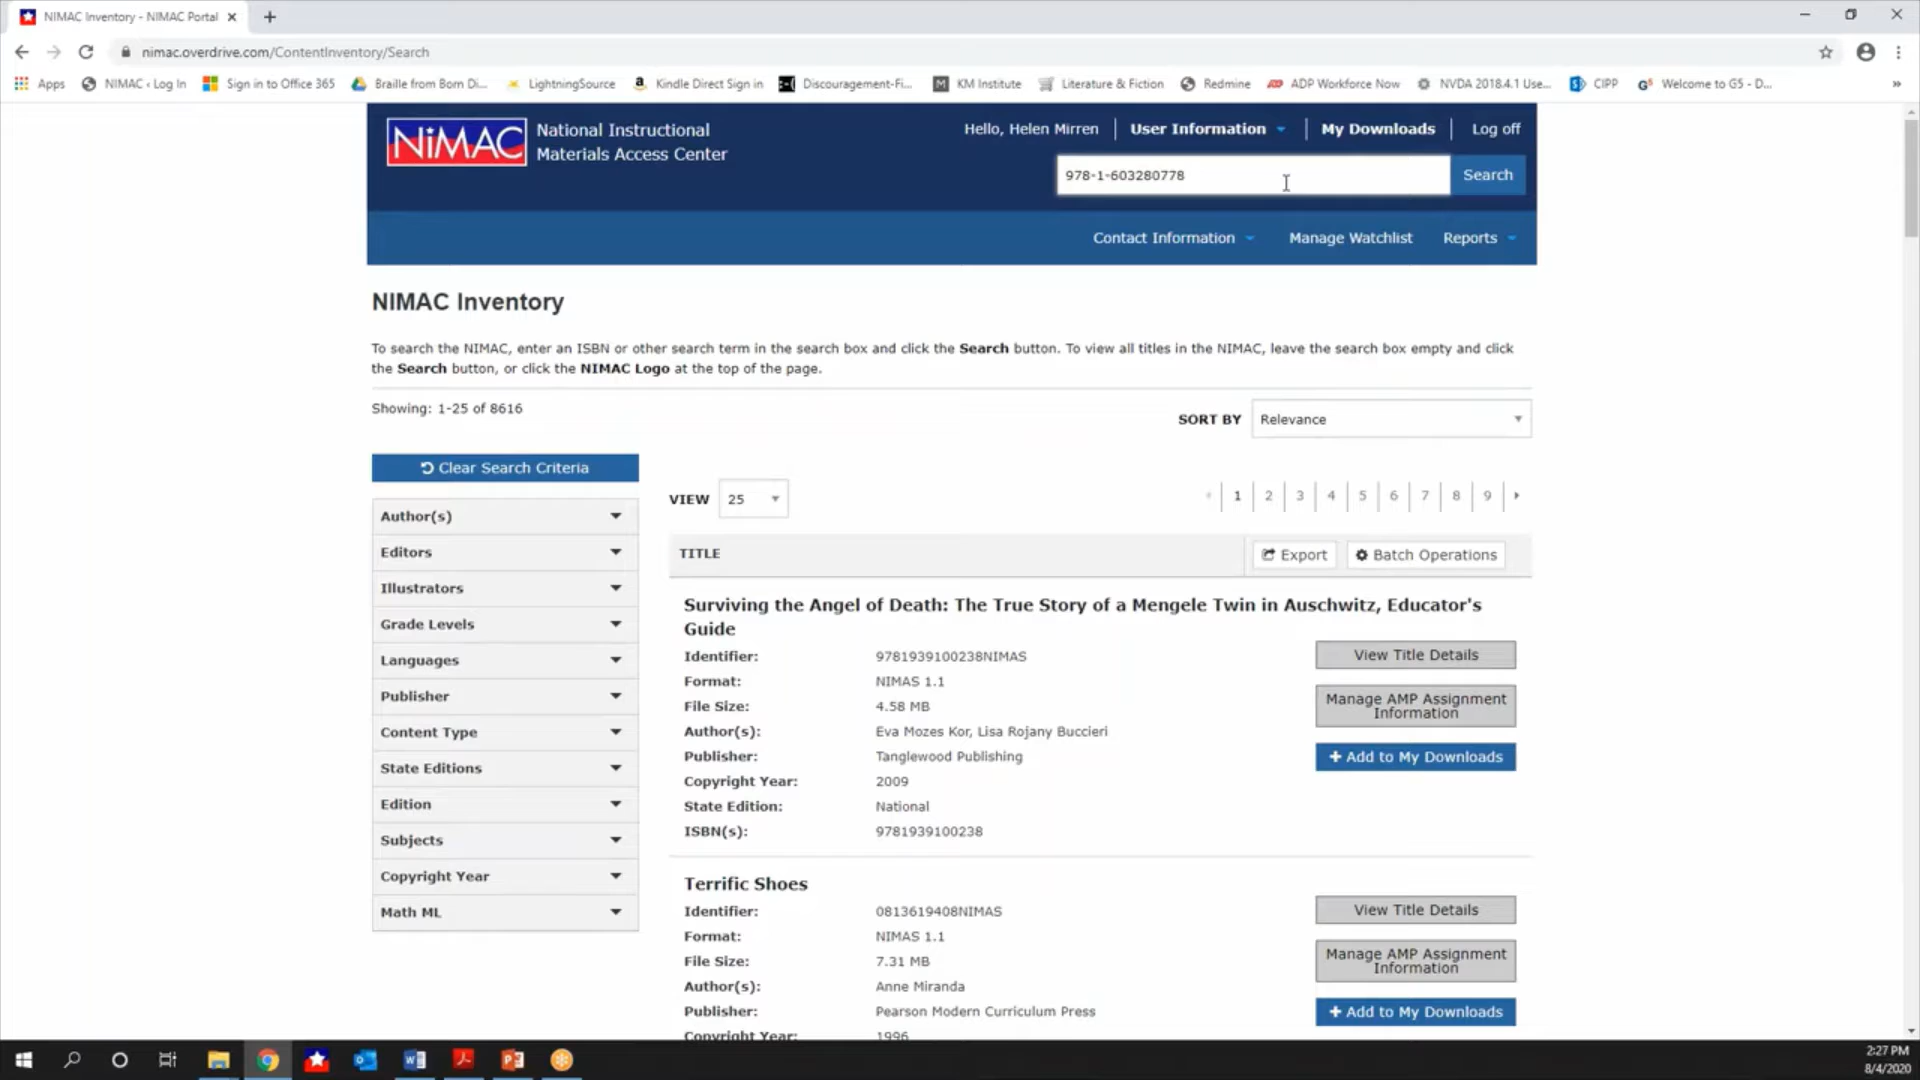 NIMAC Inventory - NIMAC Portal
nimac.overdrive.com/ContentInventory/Search
Apps NIMAC ‹ Log In Sign in to Office 365 Braille from Born Di... LightningSource Kindle Direct Sign in Discouragement-Fi... KM Institute Literature & Fiction Redmine ADP Workforce Now NVDA 2018.4.1 Use... CIPP Welcome to G5 - D... »
NIMAC
National Instructional
Materials Access Center
Hello, Helen Mirren User Information My Downloads Log off
978-1-603280778 Search
Contact Information Manage Watchlist Reports
NIMAC Inventory
To search the NIMAC, enter an ISBN or other search term in the search box and click the Search button. To view all titles in the NIMAC, leave the search box empty and click
the Search button, or click the NIMAC Logo at the top of the page.
Showing: 1-25 of 8616
SORT BY Relevance
Clear Search Criteria
Author(s)
Editors
Illustrators
Grade Levels
Languages
Publisher
Content Type
State Editions
Edition
Subjects
Copyright Year
Math ML
VIEW 25
1 2 3 4 5 6 7 8 9
TITLE Export Batch Operations
Surviving the Angel of Death: The True Story of a Mengele Twin in Auschwitz, Educator's
Guide
Identifier: 9781939100238NIMAS
Format: NIMAS 1.1
File Size: 4.58 MB
Author(s): Eva Mozes Kor, Lisa Rojany Buccieri
Publisher: Tanglewood Publishing
Copyright Year: 2009
State Edition: National
ISBN(s): 9781939100238
View Title Details
Manage AMP Assignment
Information
+ Add to My Downloads
Terrific Shoes
Identifier: 0813619408NIMAS
Format: NIMAS 1.1
File Size: 7.31 MB
Author(s): Anne Miranda
Publisher: Pearson Modern Curriculum Press
Copyright Year: 1996
View Title Details
Manage AMP Assignment
Information
+ Add to My Downloads
2:27 PM
8/4/2020